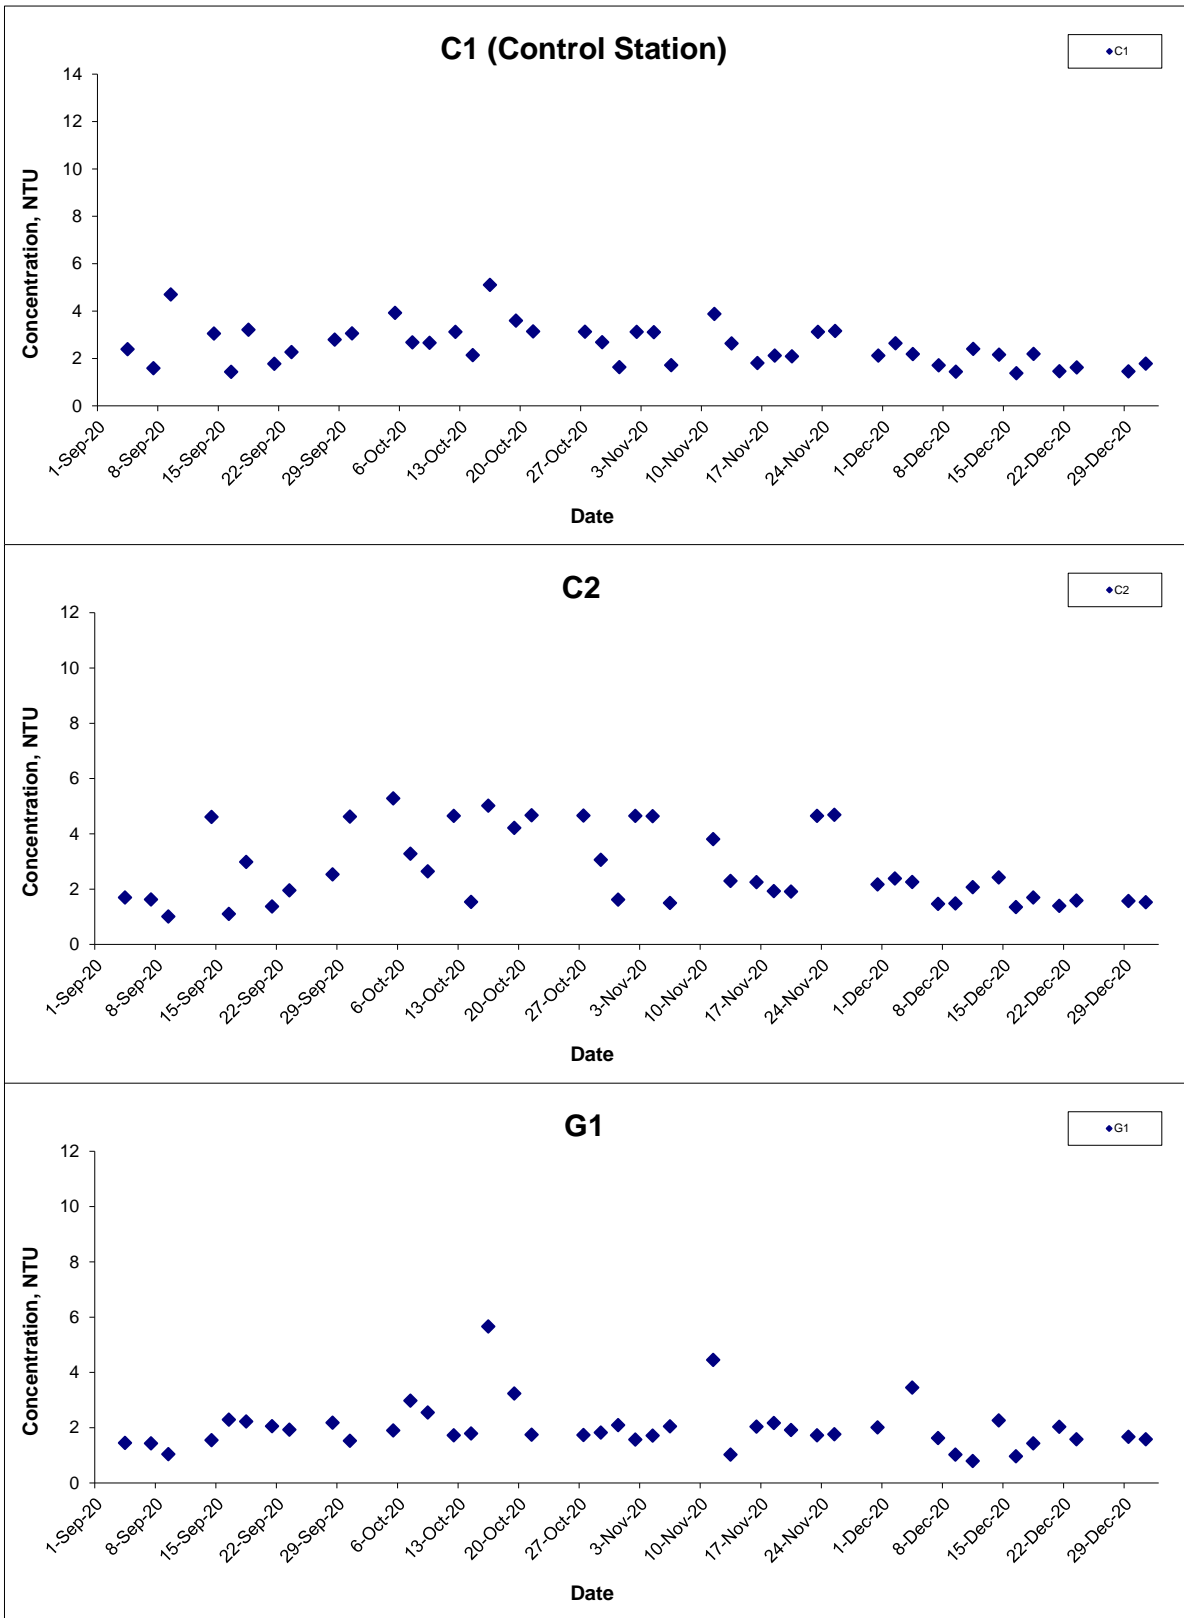 C1 (Control Station)
C1
14
12
10
8
6
4
2
0
Concentration, NTU
1-Sep-20
8-Sep-20
15-Sep-20
22-Sep-20
29-Sep-20
6-Oct-20
13-Oct-20
20-Oct-20
27-Oct-20
3-Nov-20
10-Nov-20
17-Nov-20
24-Nov-20
1-Dec-20
8-Dec-20
15-Dec-20
22-Dec-20
29-Dec-20
Date
C2
C2
12
10
8
6
4
2
0
Concentration, NTU
1-Sep-20
8-Sep-20
15-Sep-20
22-Sep-20
29-Sep-20
6-Oct-20
13-Oct-20
20-Oct-20
27-Oct-20
3-Nov-20
10-Nov-20
17-Nov-20
24-Nov-20
1-Dec-20
8-Dec-20
15-Dec-20
22-Dec-20
29-Dec-20
Date
G1
G1
12
10
8
6
4
2
0
Concentration, NTU
1-Sep-20
8-Sep-20
15-Sep-20
22-Sep-20
29-Sep-20
6-Oct-20
13-Oct-20
20-Oct-20
27-Oct-20
3-Nov-20
10-Nov-20
17-Nov-20
24-Nov-20
1-Dec-20
8-Dec-20
15-Dec-20
22-Dec-20
29-Dec-20
Date